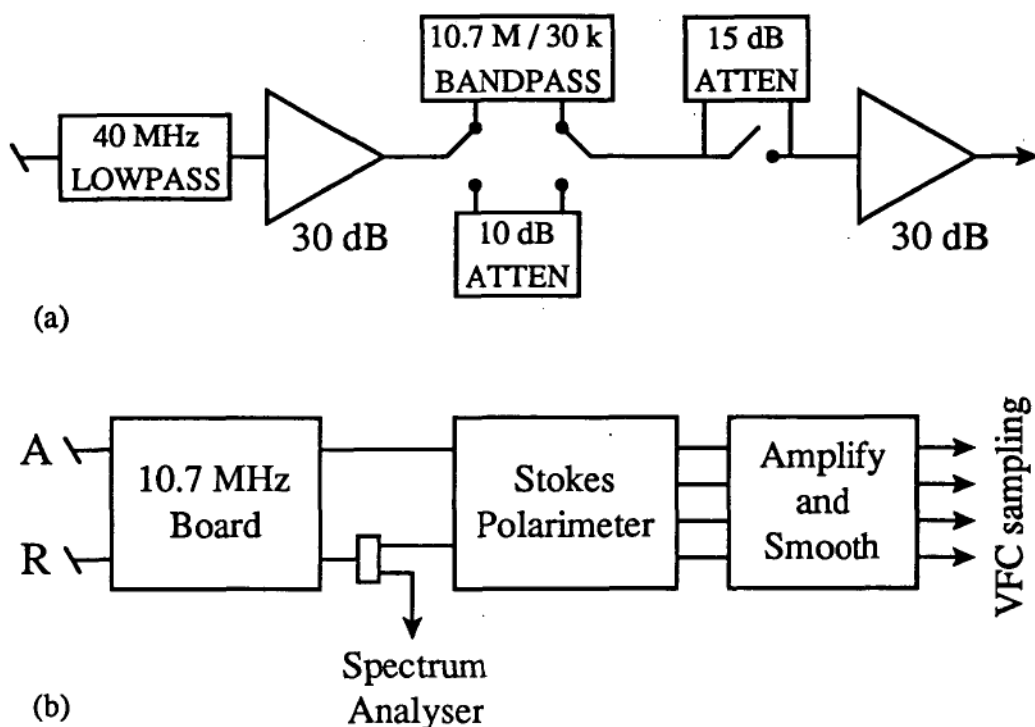 10.7 M / 30 k
BANDPASS
15 dB
ATTEN
40 MHz
LOWPASS
30 dB
10 dB
ATTEN
30 dB
(a)
A
R
10.7 MHz
Board
Stokes
Polarimeter
Amplify
and
Smooth
VFC sampling
Spectrum
Analyser
(b)